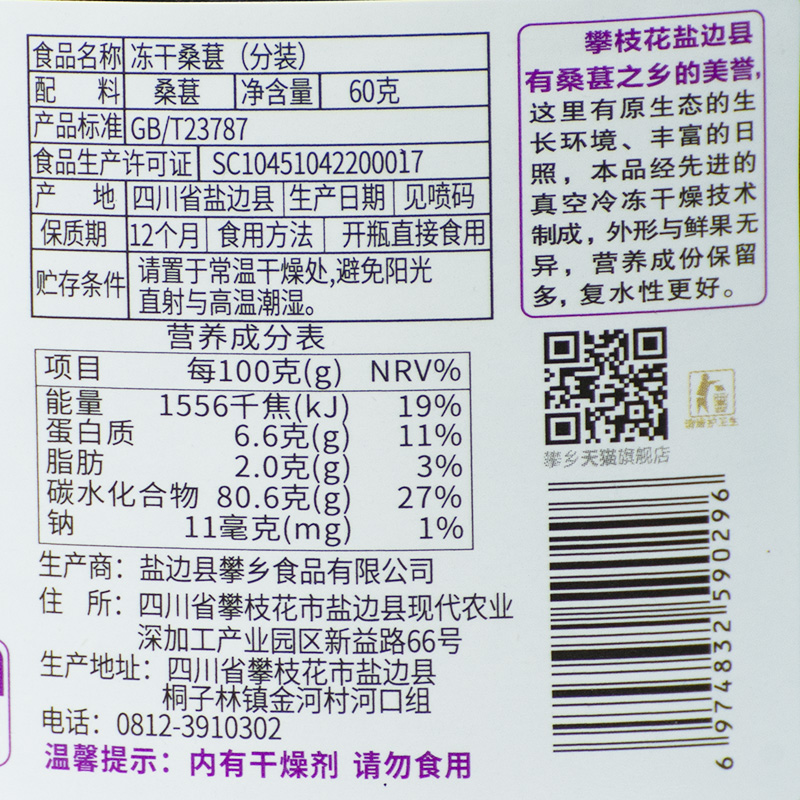 食品名称 冻干桑葚（分装）
配 料 桑葚 净含量 60克
产品标准 GB/T23787
食品生产许可证 SC10451042200017
产 地 四川省盐边县 生产日期 见喷码
保质期 12个月 食用方法 开瓶直接食用
贮存条件 请置于常温干燥处,避免阳光
直射与高温潮湿。
营养成分表
项目 每100克(g) NRV%
能量 1556千焦(kJ) 19%
蛋白质 6.6克(g) 11%
脂肪 2.0克(g) 3%
碳水化合物 80.6克(g) 27%
钠 11毫克(mg) 1%
生产商：盐边县攀乡食品有限公司
住 所：四川省攀枝花市盐边县现代农业
深加工产业园区新益路66号
生产地址：四川省攀枝花市盐边县
桐子林镇金河村河口组
电话：0812-3910302
温馨提示：内有干燥剂 请勿食用
攀枝花盐边县
有桑葚之乡的美誉,
这里有原生态的生
长环境、丰富的日
照，本品经先进的
真空冷冻干燥技术
制成，外形与鲜果无
异，营养成份保留
多，复水性更好。
攀乡天猫旗舰店
6974832590296